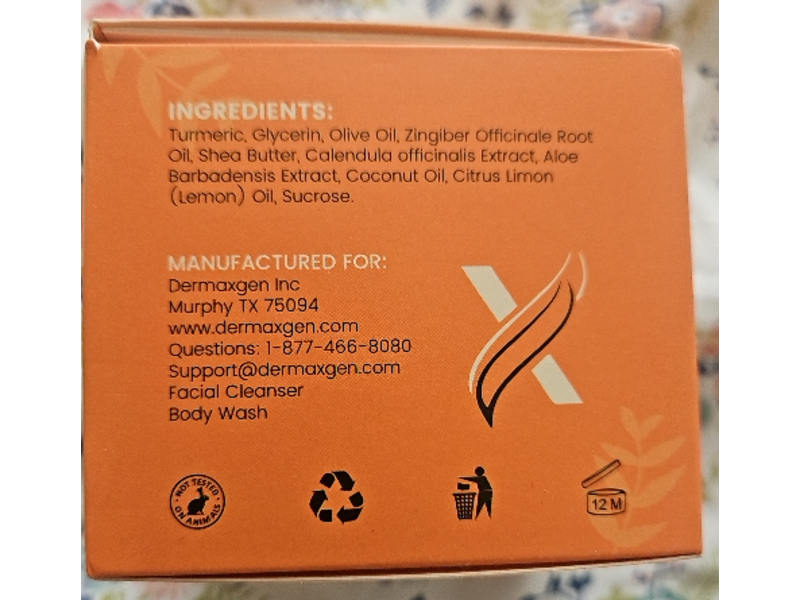 INGREDIENTS:
Turmeric, Glycerin, Olive Oil, Zingiber Officinale Root
Oil, Shea Butter, Calendula officinalis Extract, Aloe
Barbadensis Extract, Coconut Oil, Citrus Limon
(Lemon) Oil, Sucrose.
MANUFACTURED FOR:
Dermaxgen Inc
Murphy TX 75094
www.dermaxgen.com
Questions: 1-877-466-8080
Support@dermaxgen.com
Facial Cleanser
Body Wash
NOT TESTED
ON ANIMALS
12 M